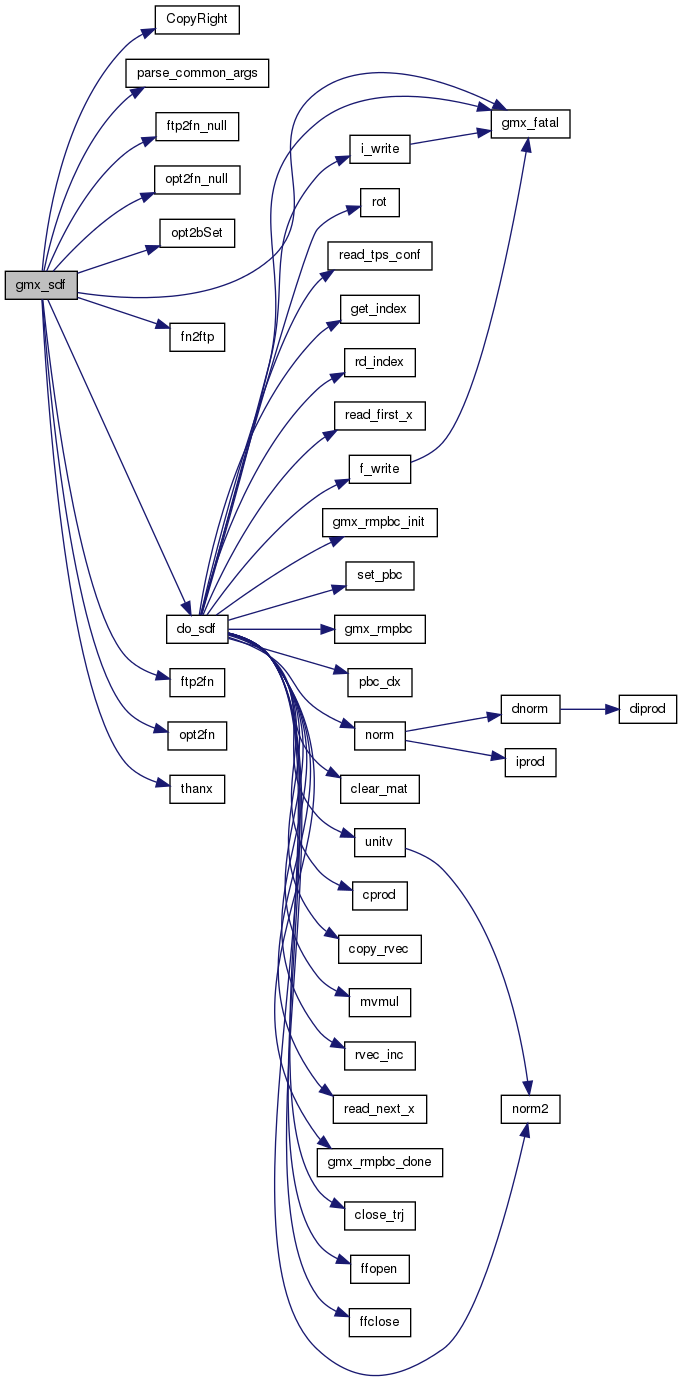 CopyRight
parse_common_args
ftp2fn_null
opt2fn_null
opt2bSet
gmx_sdf
fn2ftp
do_sdf
ftp2fn
opt2fn
thanx
gmx_fatal
i_write
rot
read_tps_conf
get_index
rd_index
read_first_x
f_write
gmx_rmpbc_init
set_pbc
gmx_rmpbc
pbc_dx
norm
dnorm
diprod
iprod
clear_mat
unitv
cprod
copy_rvec
mvmul
rvec_inc
read_next_x
norm2
gmx_rmpbc_done
close_trj
ffopen
ffclose